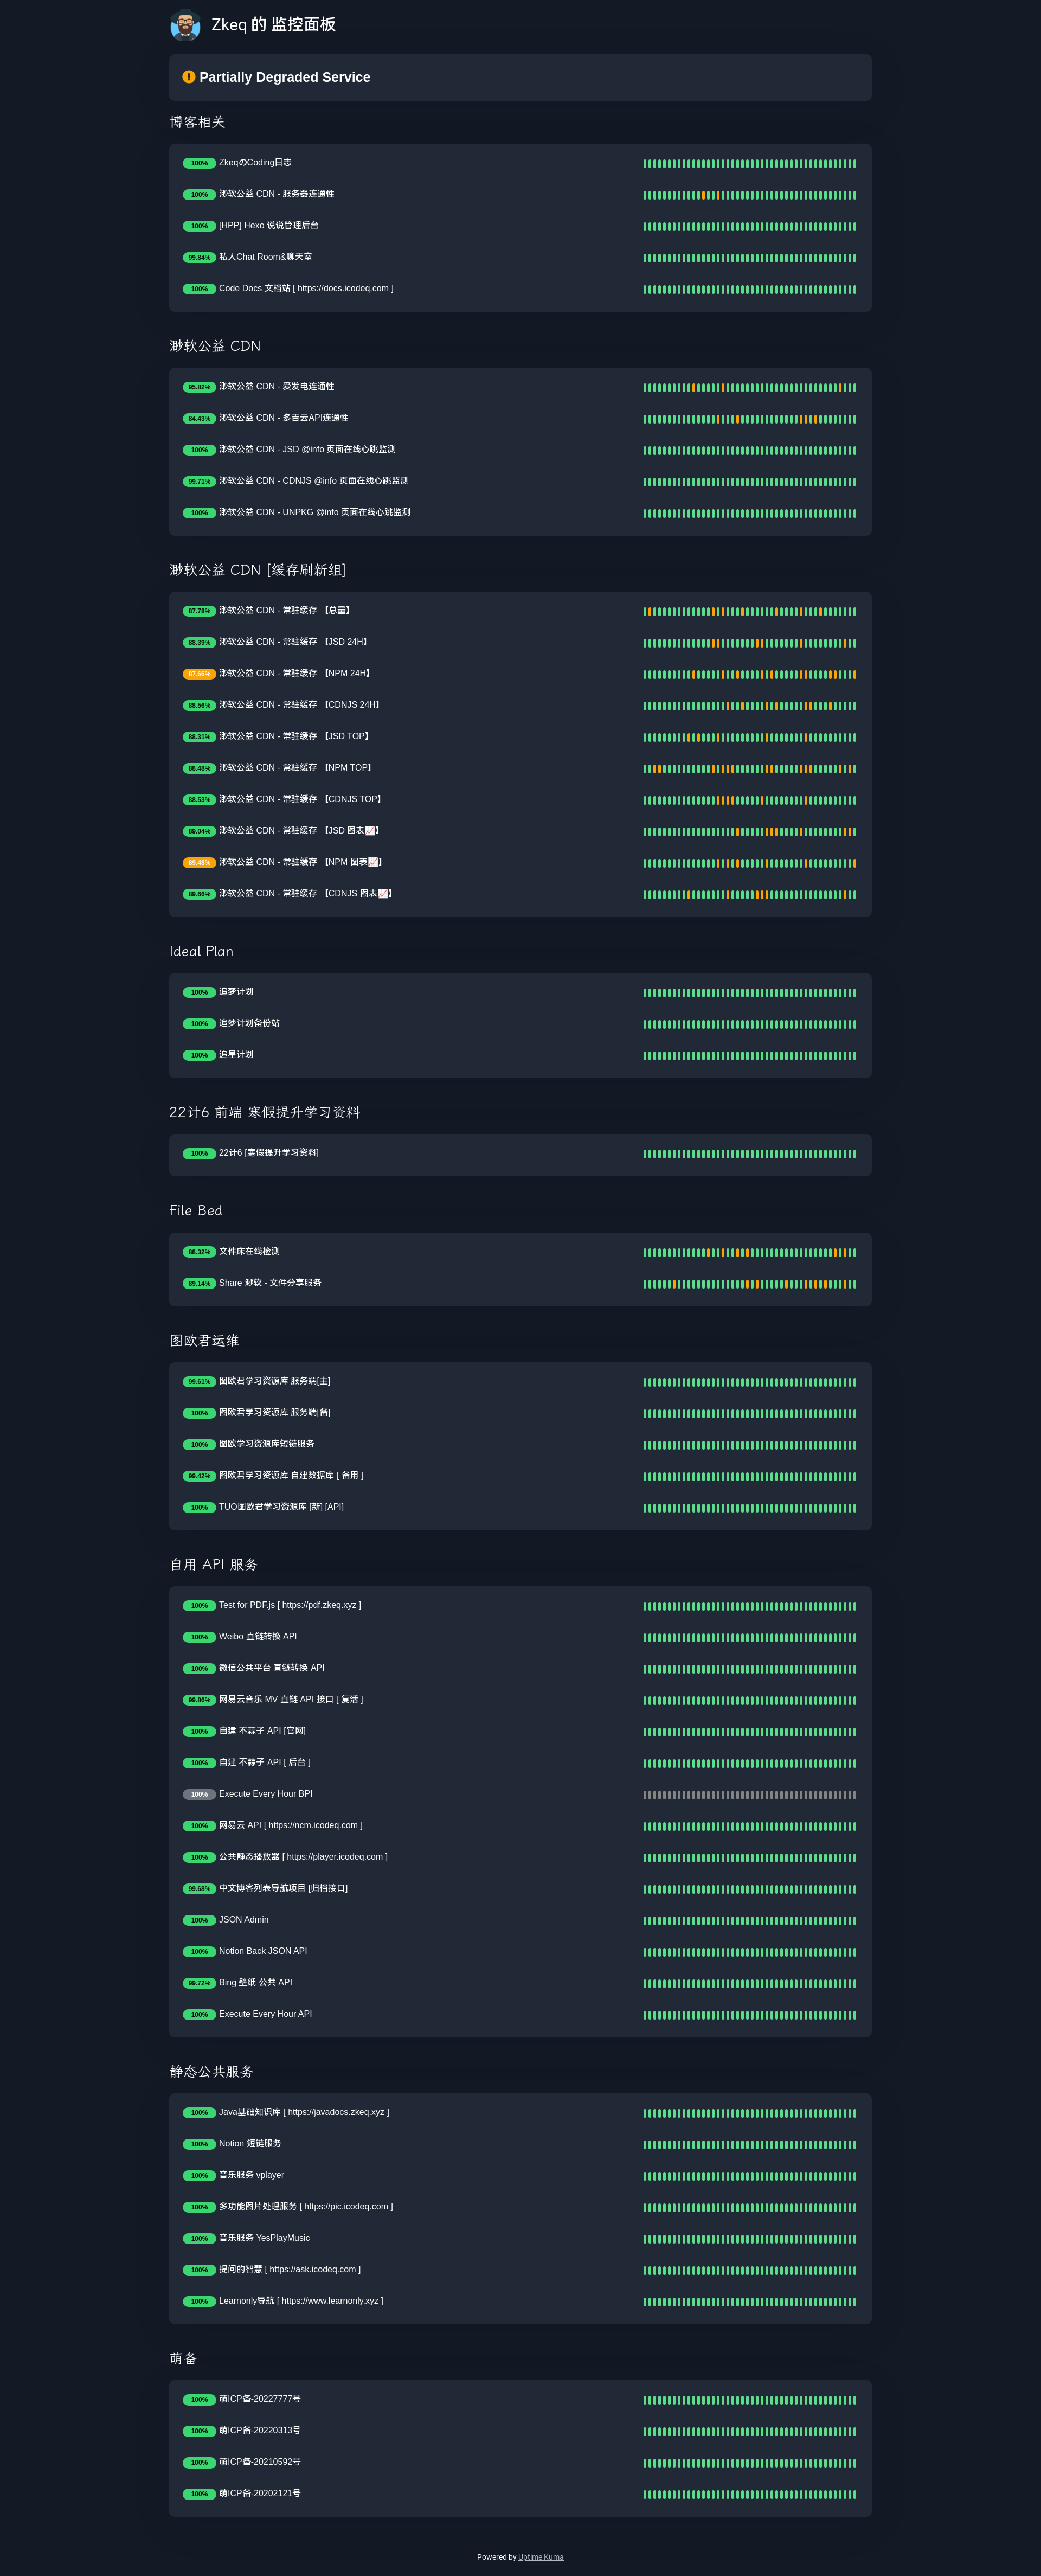 Zkeq 的 监控面板
Partially Degraded Service
博客相关
100% ZkeqのCoding日志
100% 渺软公益 CDN - 服务器连通性
100% [HPP] Hexo 说说管理后台
99.84% 私人Chat Room&聊天室
100% Code Docs 文档站 [ https://docs.icodeq.com ]
渺软公益 CDN
95.82% 渺软公益 CDN - 爱发电连通性
84.43% 渺软公益 CDN - 多吉云API连通性
100% 渺软公益 CDN - JSD @info 页面在线心跳监测
99.71% 渺软公益 CDN - CDNJS @info 页面在线心跳监测
100% 渺软公益 CDN - UNPKG @info 页面在线心跳监测
渺软公益 CDN [缓存刷新组]
87.78% 渺软公益 CDN - 常驻缓存 【总量】
88.39% 渺软公益 CDN - 常驻缓存 【JSD 24H】
87.66% 渺软公益 CDN - 常驻缓存 【NPM 24H】
88.56% 渺软公益 CDN - 常驻缓存 【CDNJS 24H】
88.31% 渺软公益 CDN - 常驻缓存 【JSD TOP】
88.48% 渺软公益 CDN - 常驻缓存 【NPM TOP】
88.53% 渺软公益 CDN - 常驻缓存 【CDNJS TOP】
89.04% 渺软公益 CDN - 常驻缓存 【JSD 图表📈】
89.48% 渺软公益 CDN - 常驻缓存 【NPM 图表📈】
89.66% 渺软公益 CDN - 常驻缓存 【CDNJS 图表📈】
Ideal Plan
100% 追梦计划
100% 追梦计划备份站
100% 追星计划
22计6 前端 寒假提升学习资料
100% 22计6 [寒假提升学习资料]
File Bed
88.32% 文件床在线检测
89.14% Share 渺软 - 文件分享服务
图欧君运维
99.61% 图欧君学习资源库 服务端[主]
100% 图欧君学习资源库 服务端[备]
100% 图欧学习资源库短链服务
99.42% 图欧君学习资源库 自建数据库 [ 备用 ]
100% TUO图欧君学习资源库 [新] [API]
自用 API 服务
100% Test for PDF.js [ https://pdf.zkeq.xyz ]
100% Weibo 直链转换 API
100% 微信公共平台 直链转换 API
99.86% 网易云音乐 MV 直链 API 接口 [ 复活 ]
100% 自建 不蒜子 API [官网]
100% 自建 不蒜子 API [ 后台 ]
100% Execute Every Hour BPI
100% 网易云 API [ https://ncm.icodeq.com ]
100% 公共静态播放器 [ https://player.icodeq.com ]
99.68% 中文博客列表导航项目 [归档接口]
100% JSON Admin
100% Notion Back JSON API
99.72% Bing 壁纸 公共 API
100% Execute Every Hour API
静态公共服务
100% Java基础知识库 [ https://javadocs.zkeq.xyz ]
100% Notion 短链服务
100% 音乐服务 vplayer
100% 多功能图片处理服务 [ https://pic.icodeq.com ]
100% 音乐服务 YesPlayMusic
100% 提问的智慧 [ https://ask.icodeq.com ]
100% Learnonly导航 [ https://www.learnonly.xyz ]
萌备
100% 萌ICP备-20227777号
100% 萌ICP备-20220313号
100% 萌ICP备-20210592号
100% 萌ICP备-20202121号
Powered by Uptime Kuma